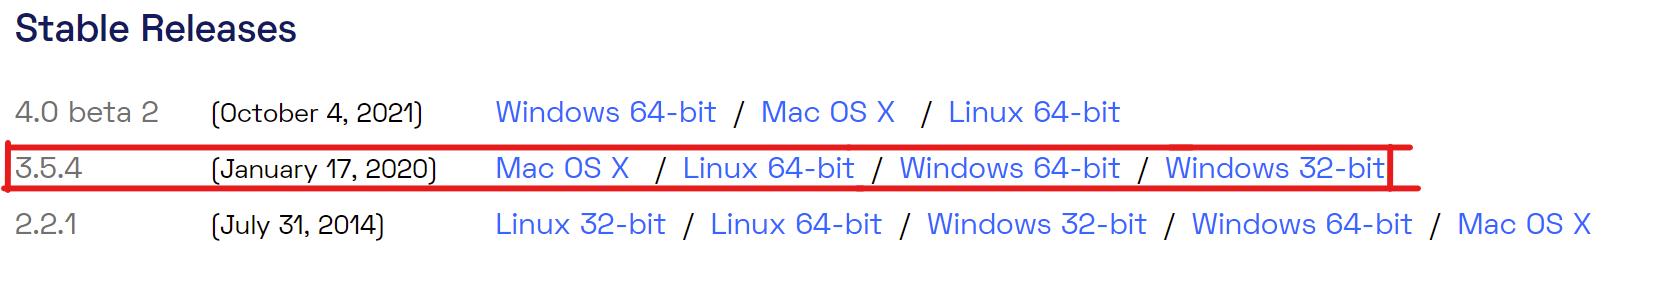 Stable Releases
4.0 beta 2 (October 4, 2021) Windows 64-bit / Mac OS X / Linux 64-bit
3.5.4 (January 17, 2020) Mac OS X / Linux 64-bit / Windows 64-bit / Windows 32-bit
2.2.1 (July 31, 2014) Linux 32-bit / Linux 64-bit / Windows 32-bit / Windows 64-bit / Mac OS X